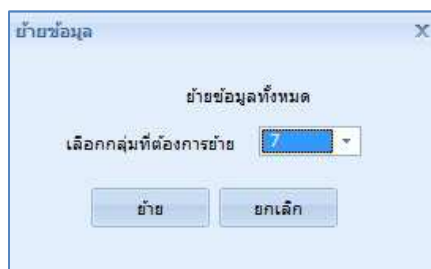 ย้ายข้อมูล
ย้ายข้อมูลทั้งหมด
เลือกกลุ่มที่ต้องการย้าย 7
ย้าย ยกเลิก